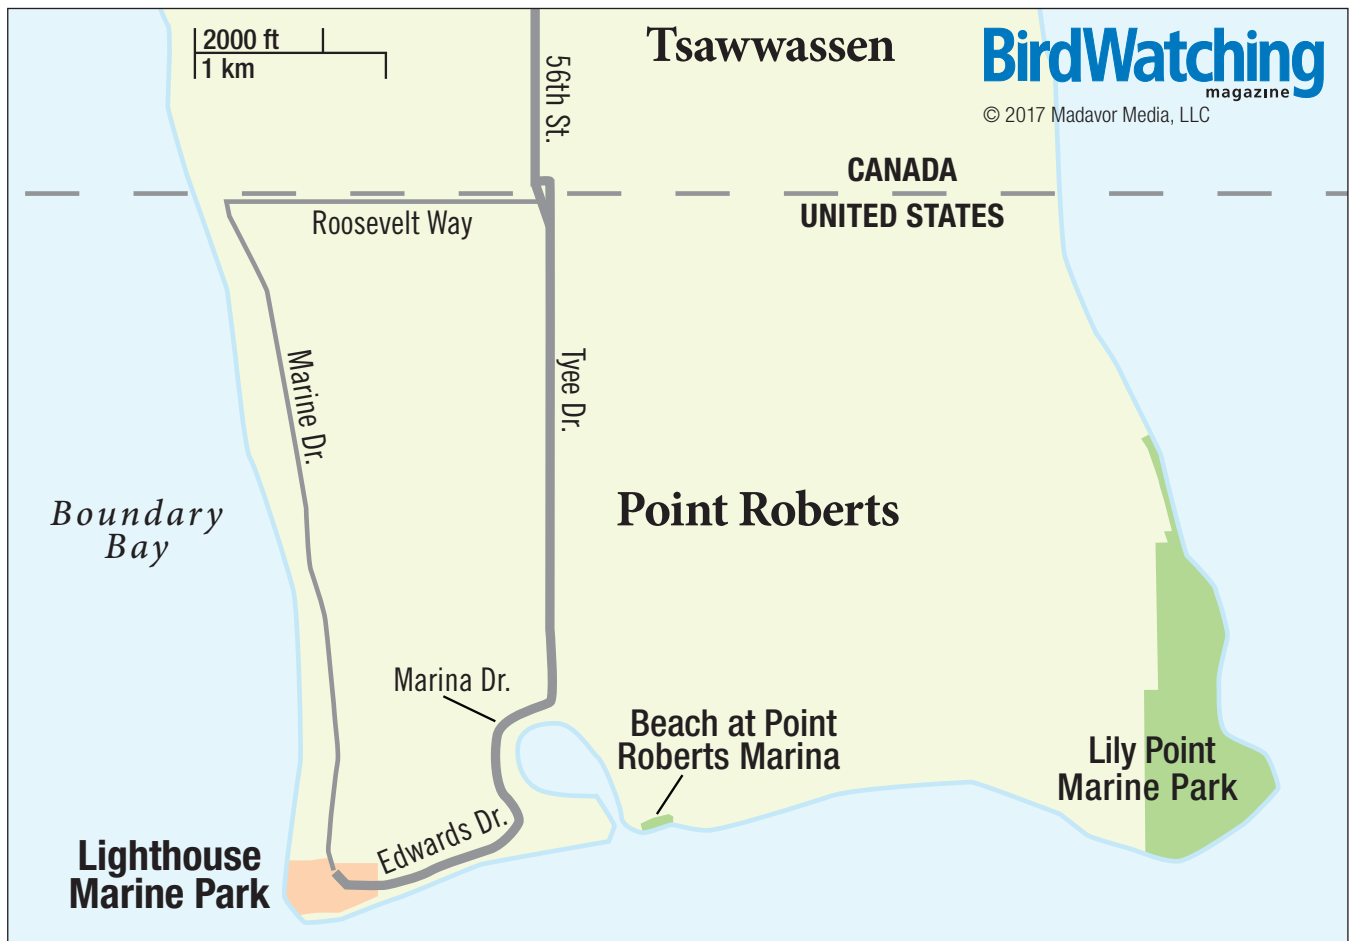 2000 ft
1 km
56th St.
Tsawwassen
BirdWatching
magazine
© 2017 Madavor Media, LLC
CANADA
UNITED STATES
Roosevelt Way
Marine Dr.
Tyee Dr.
Boundary
Bay
Point Roberts
Marina Dr.
Beach at Point
Roberts Marina
Lily Point
Marine Park
Edwards Dr.
Lighthouse
Marine Park